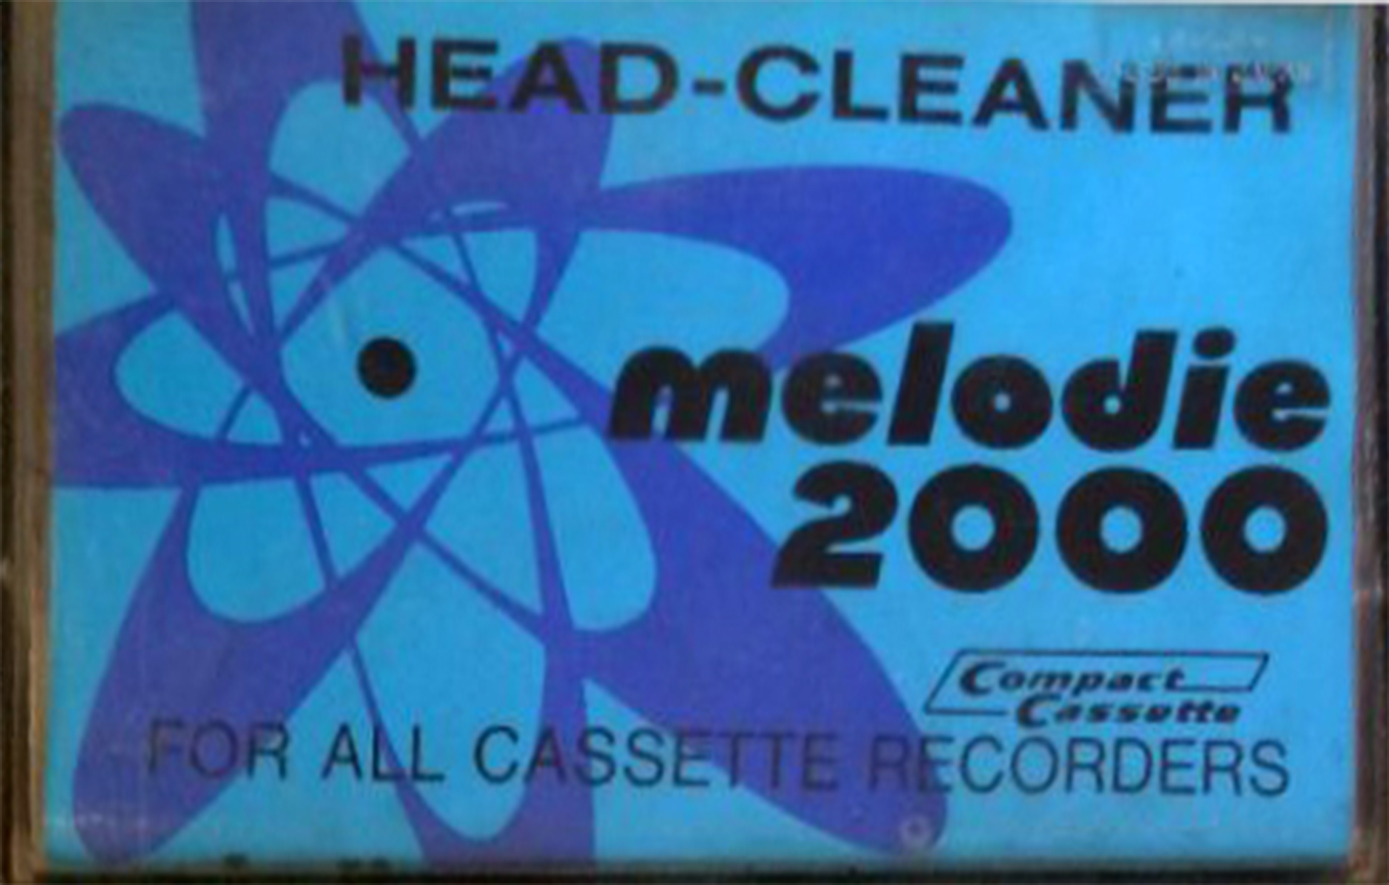 HEAD-CLEANER
melodie
2000
Compact
Cassette
FOR ALL CASSETTE RECORDERS